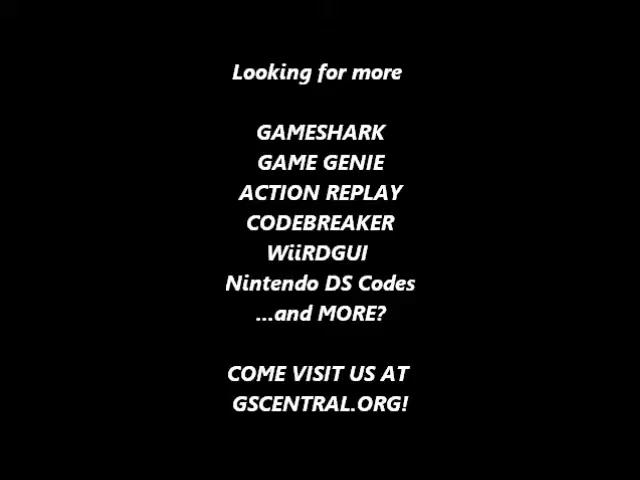 Looking for more
GAMESHARK
GAME GENIE
ACTION REPLAY
CODEBREAKER
WiiRDGUI
Nintendo DS Codes
...and MORE?
COME VISIT US AT
GSCENTRAL.ORG!